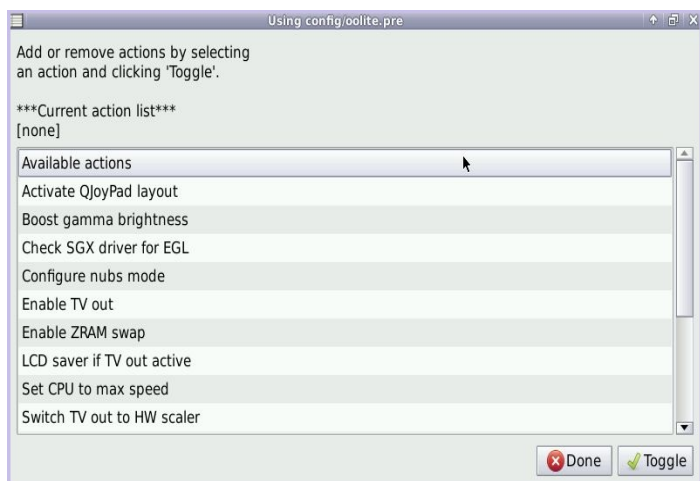 Using config/oolite.pre
Add or remove actions by selecting
an action and clicking 'Toggle'.
***Current action list***
[none]
Available actions
Activate QJoyPad layout
Boost gamma brightness
Check SGX driver for EGL
Configure nubs mode
Enable TV out
Enable ZRAM swap
LCD saver if TV out active
Set CPU to max speed
Switch TV out to HW scaler
Done Toggle